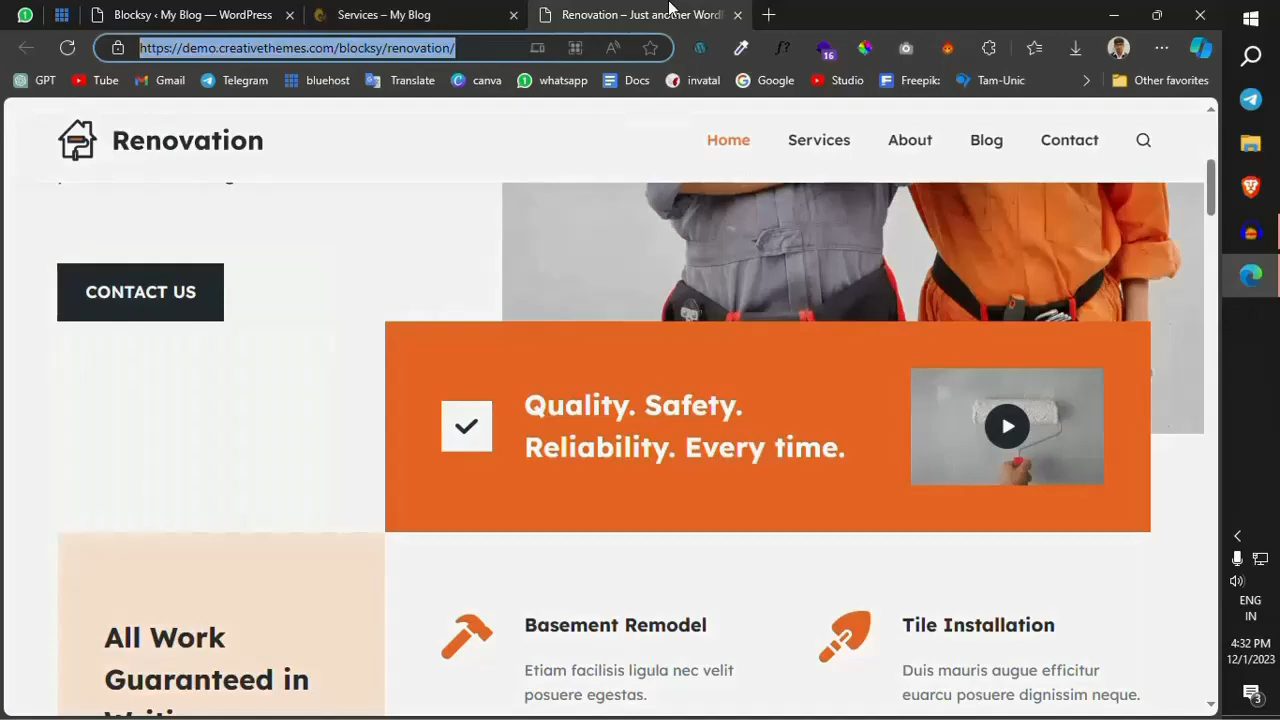 Blocksy ‹ My Blog — WordPress
Services – My Blog
Renovation – Just another Word
https://demo.creativethemes.com/blocksy/renovation/
16
GPT
Tube
Gmail
Telegram
bluehost
Translate
canva
whatsapp
Docs
invatal
Google
Studio
Freepik:
Tam-Unic
Other favorites
Renovation
Home
Services
About
Blog
Contact
CONTACT US
Quality. Safety.
Reliability. Every time.
All Work
Guaranteed in
Basement Remodel
Etiam facilisis ligula nec velit
posuere egestas.
Tile Installation
Duis mauris augue efficitur
euarcu posuere dignissim neque.
ENG
IN
4:32 PM
12/1/2023
3